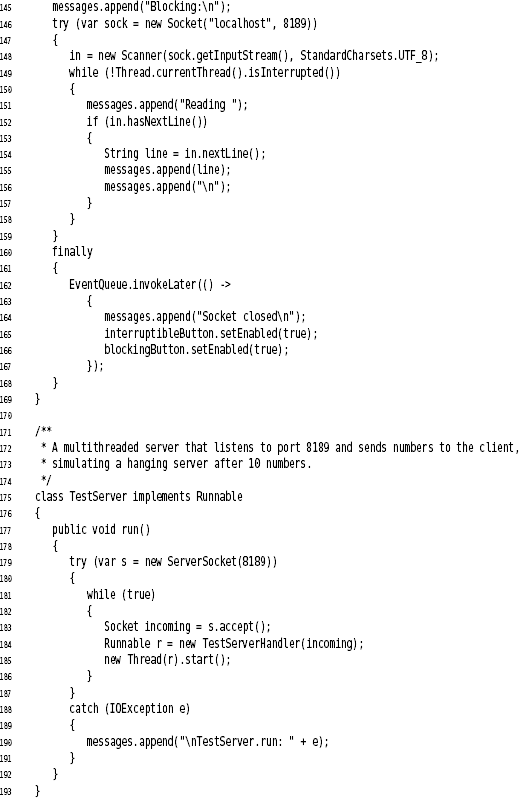 145 messages.append("Blocking:\n");
146 try (var sock = new Socket("localhost", 8189))
147 {
148 in = new Scanner(sock.getInputStream(), StandardCharsets.UTF_8);
149 while (!Thread.currentThread().isInterrupted())
150 {
151 messages.append("Reading ");
152 if (in.hasNextLine())
153 {
154 String line = in.nextLine();
155 messages.append(line);
156 messages.append("\n");
157 }
158 }
159 }
160 finally
161 {
162 EventQueue.invokeLater(() ->
163 {
164 messages.append("Socket closed\n");
165 interruptibleButton.setEnabled(true);
166 blockingButton.setEnabled(true);
167 });
168 }
169 }
170
171 /**
172 * A multithreaded server that listens to port 8189 and sends numbers to the client,
173 * simulating a hanging server after 10 numbers.
174 */
175 class TestServer implements Runnable
176 {
177 public void run()
178 {
179 try (var s = new ServerSocket(8189))
180 {
181 while (true)
182 {
183 Socket incoming = s.accept();
184 Runnable r = new TestServerHandler(incoming);
185 new Thread(r).start();
186 }
187 }
188 catch (IOException e)
189 {
190 messages.append("\nTestServer.run: " + e);
191 }
192 }
193 }